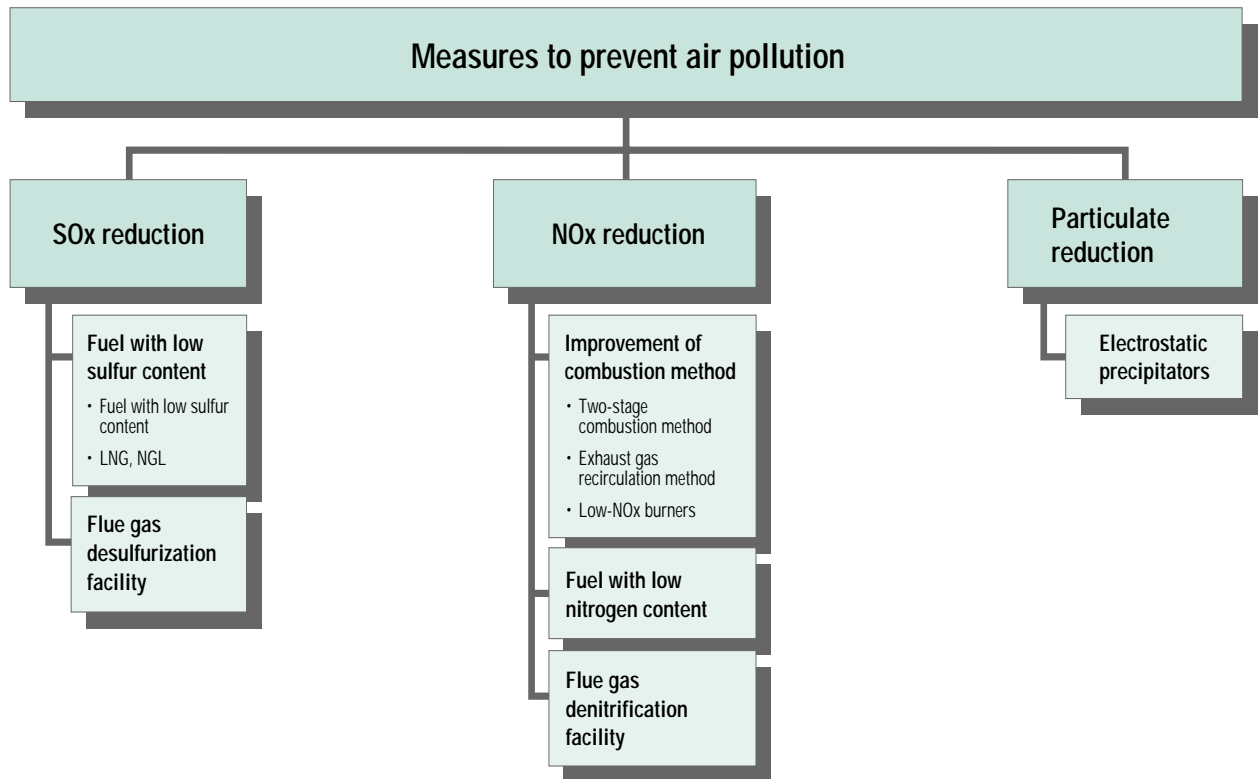 Measures to prevent air pollution
SOx reduction
Fuel with low
sulfur content
・ Fuel with low sulfur
content
・ LNG, NGL
Flue gas
desulfurization
facility
NOx reduction
Improvement of
combustion method
・ Two-stage
combustion method
・ Exhaust gas
recirculation method
・ Low-NOx burners
Fuel with low
nitrogen content
Flue gas
denitrification
facility
Particulate
reduction
Electrostatic
precipitators